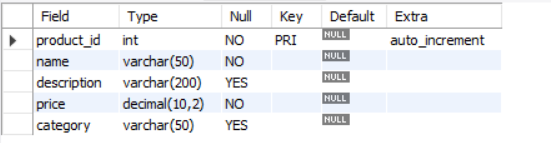 Field Type Null Key Default Extra
product_id int NO PRI NULL auto_increment
name varchar(50) NO NULL
description varchar(200) YES NULL
price decimal(10,2) NO NULL
category varchar(50) YES NULL